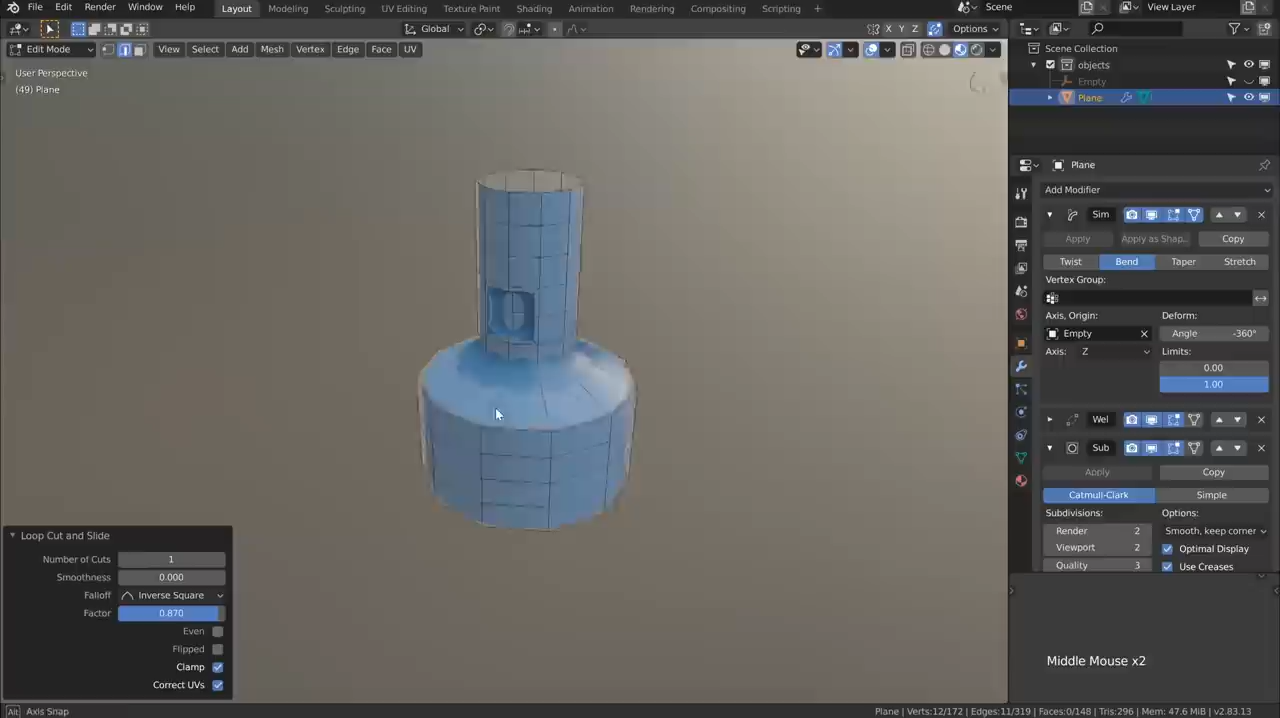 File Edit Render Window Help Layout Modeling Sculpting UV Editing Texture Paint Shading Animation Rendering Compositing Scripting + Scene View Layer
Global X Y Z Options
Edit Mode View Select Add Mesh Vertex Edge Face UV
User Perspective
(49) Plane
Scene Collection
objects
Empty
Plane
Plane
Add Modifier
Sim
Apply Apply as Shap.. Copy
Twist Bend Taper Stretch
Vertex Group:
Axis, Origin: Deform:
Empty Angle -360°
Axis: Z Limits:
0.00
1.00
Wel
Sub
Apply Copy
Catmull-Clark Simple
Subdivisions: Options:
Render 2 Smooth, keep corner
Viewport 2 Optimal Display
Quality 3 Use Creases
Loop Cut and Slide
Number of Cuts 1
Smoothness 0.000
Falloff Inverse Square
Factor 0.870
Even
Flipped
Clamp
Correct UVs
Middle Mouse x2
Alt Axis Snap Plane | Verts:12/172 | Edges:11/319 | Faces:0/148 | Tris:296 | Mem: 47.6 MiB | v2.83.13